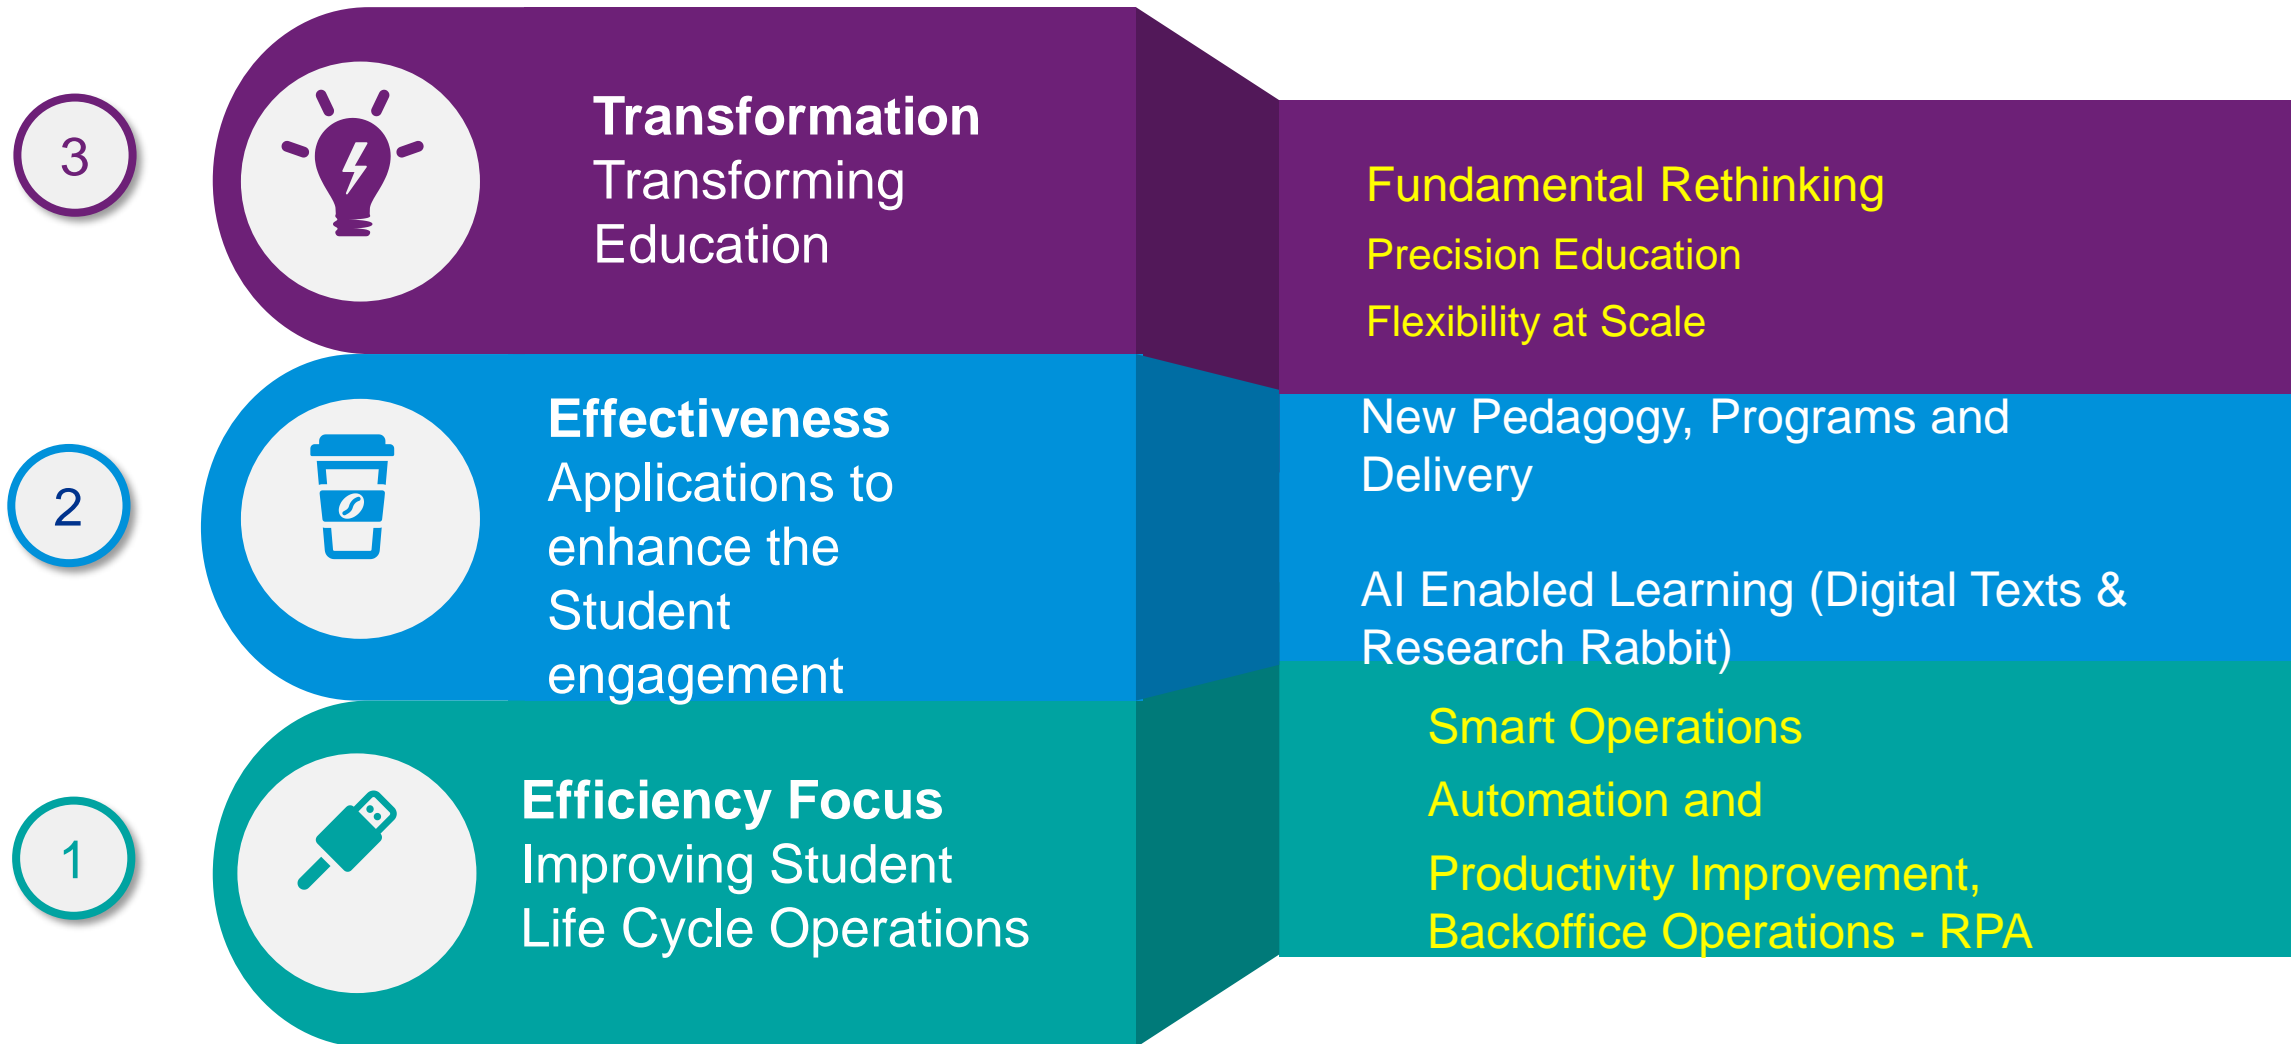 3
Transformation
Transforming
Education
Fundamental Rethinking
Precision Education
Flexibility at Scale
2
Effectiveness
Applications to
enhance the
Student
engagement
New Pedagogy, Programs and
Delivery
AI Enabled Learning (Digital Texts &
Research Rabbit)
1
Efficiency Focus
Improving Student
Life Cycle Operations
Smart Operations
Automation and
Productivity Improvement,
Backoffice Operations - RPA